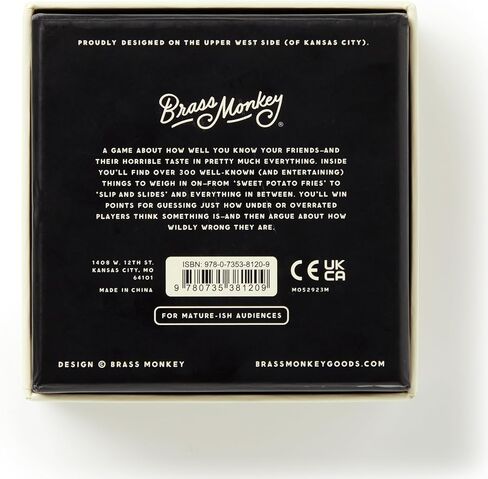 PROUDLY DESIGNED ON THE UPPER WEST SIDE (OF KANSAS CITY).
Brass Monkey®
A GAME ABOUT HOW WELL YOU KNOW YOUR FRIENDS—AND
THEIR HORRIBLE TASTE IN PRETTY MUCH EVERYTHING. INSIDE
YOU'LL FIND OVER 300 WELL-KNOWN (AND ENTERTAINING)
THINGS TO WEIGH IN ON—FROM "SWEET POTATO FRIES" TO
"SLIP AND SLIDES" AND EVERYTHING IN BETWEEN. YOU'LL WIN
POINTS FOR GUESSING JUST HOW UNDER OR OVERRATED
PLAYERS THINK SOMETHING IS—AND THEN ARGUE ABOUT HOW
WILDLY WRONG THEY ARE.
1408 W. 12TH ST.
KANSAS CITY, MO
64101
MADE IN CHINA
ISBN: 978-0-7353-8120-9
9 780735 381209
CE UK
CA
M052923M
FOR MATURE-ISH AUDIENCES
DESIGN © BRASS MONKEY
BRASSMONKEYGOODS.COM